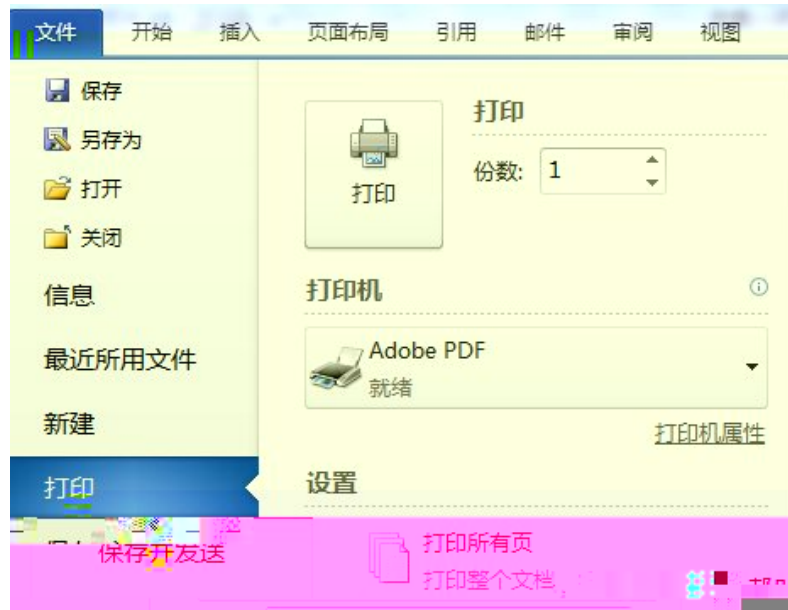 文件 开始 插入 页面布局 引用 邮件 审阅 视图
保存
另存为
打开
关闭
信息
最近所用文件
新建
打印
保存开发送
打印
打印
份数: 1
打印机
Adobe PDF
就绪
打印机属性
设置
打印所有页
打印整个文档